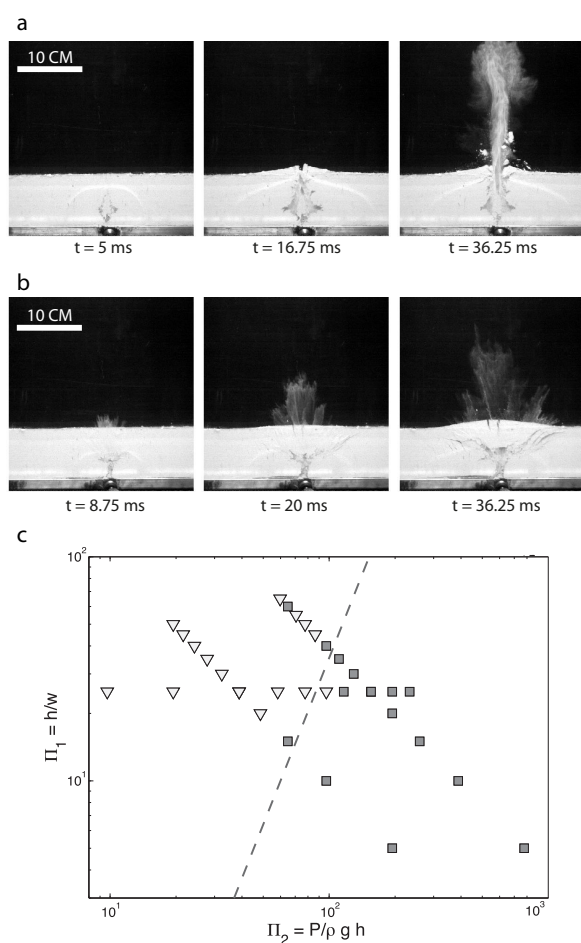 a
10 CM
t = 5 ms
t = 16.75 ms
t = 36.25 ms
b
10 CM
t = 8.75 ms
t = 20 ms
t = 36.25 ms
c
10²
Π₁ = h/w
10¹
10¹
10²
10³
Π₂ = P/ρ g h